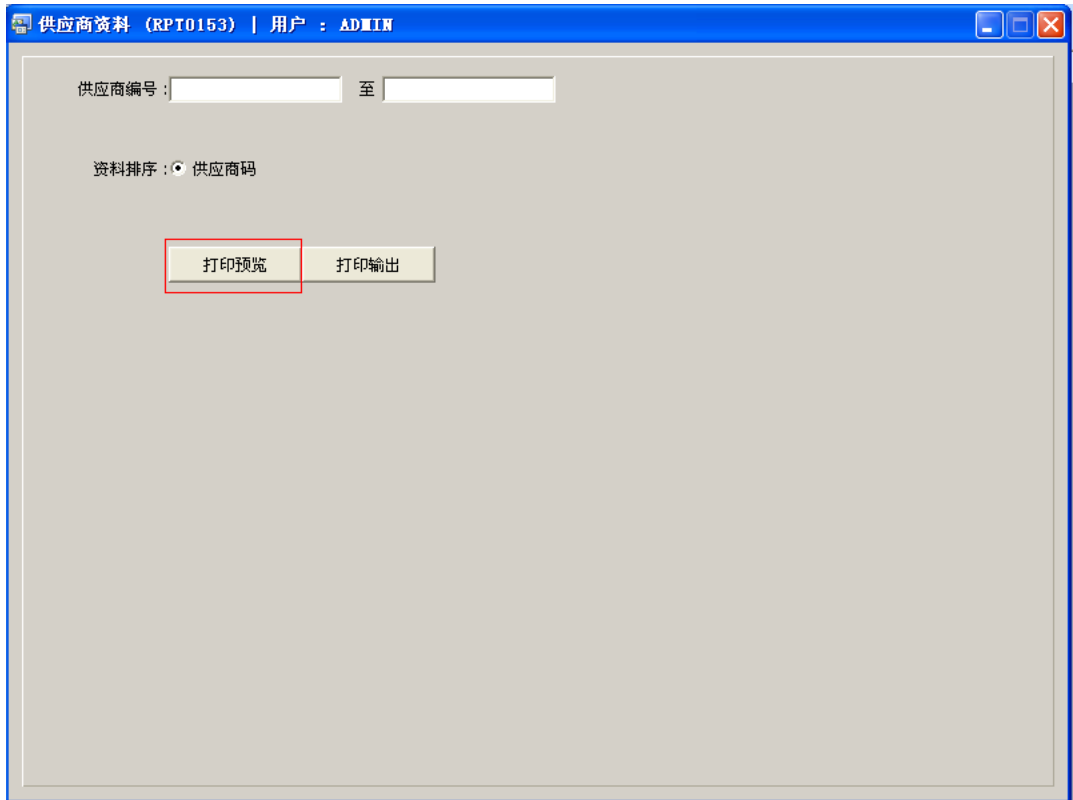 供应商资料 (RPT0153) | 用户 : ADMIN
供应商编号 : 至
资料排序 : 供应商码
打印预览 打印输出